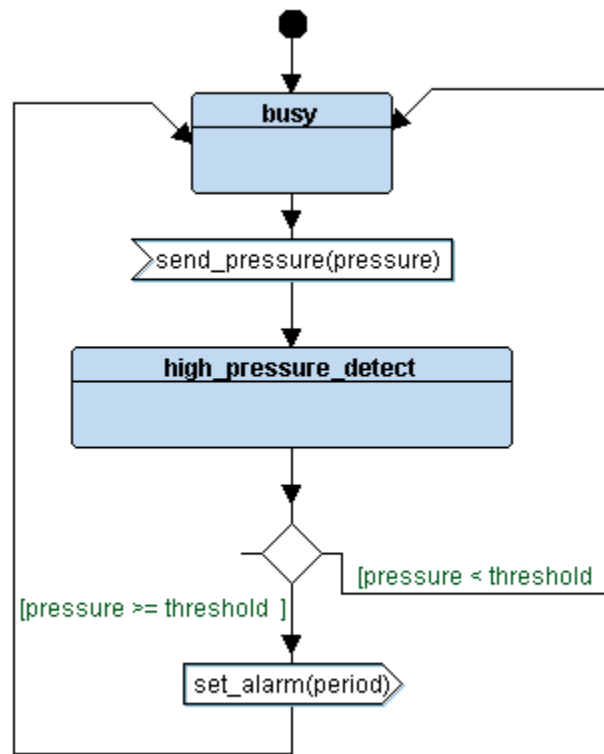 busy
send_pressure(pressure)
high_pressure_detect
[pressure < threshold
[pressure >= threshold ]
set_alarm(period)